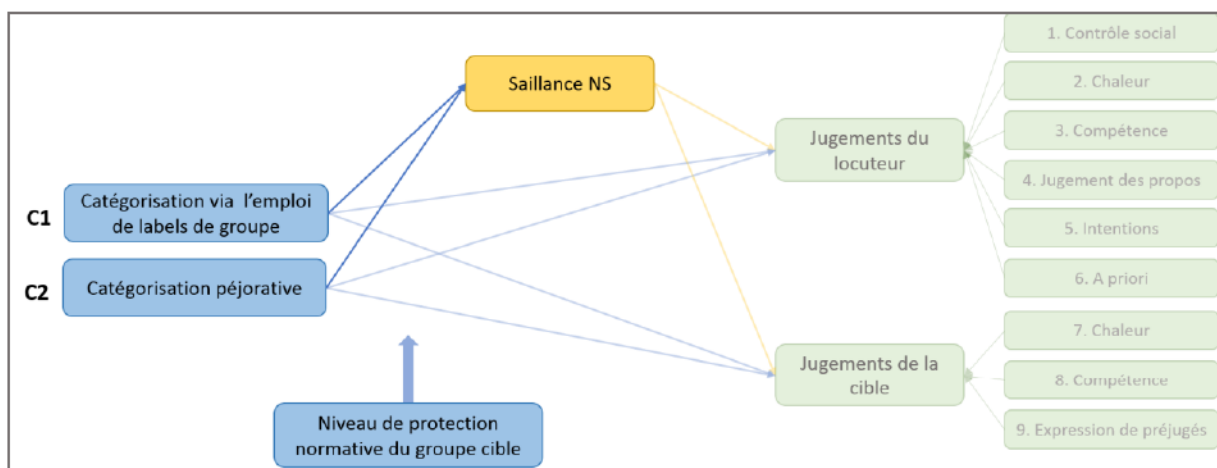 Saillance NS
C1
Catégorisation via l'emploi
de labels de groupe
C2
Catégorisation péjorative
Niveau de protection
normative du groupe cible
Jugements du
locuteur
Jugements de la
cible
1. Contrôle social
2. Chaleur
3. Compétence
4. Jugement des propos
5. Intentions
6. A priori
7. Chaleur
8. Compétence
9. Expression de préjugés